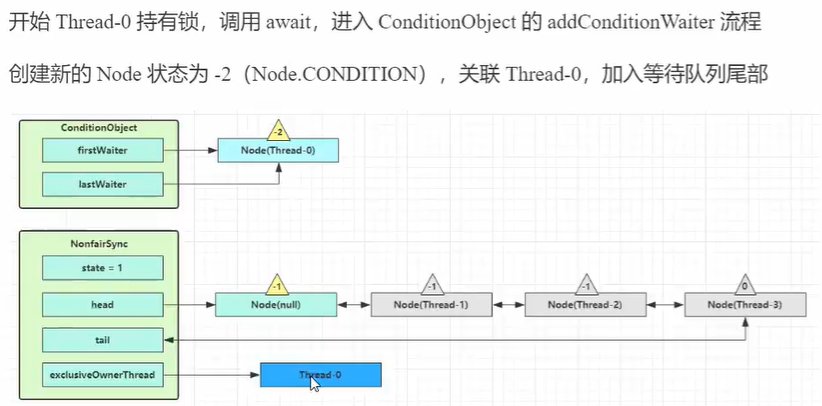 开始 Thread-0 持有锁，调用 await，进入 ConditionObject 的 addConditionWaiter 流程
创建新的 Node 状态为 -2（Node.CONDITION），关联 Thread-0，加入等待队列尾部
ConditionObject
-2
firstWaiter
Node(Thread-0)
lastWaiter
NonfairSync
state = 1
-1
-1
-1
0
head
Node(null)
Node(Thread-1)
Node(Thread-2)
Node(Thread-3)
tail
exclusiveOwnerThread
Thread-0